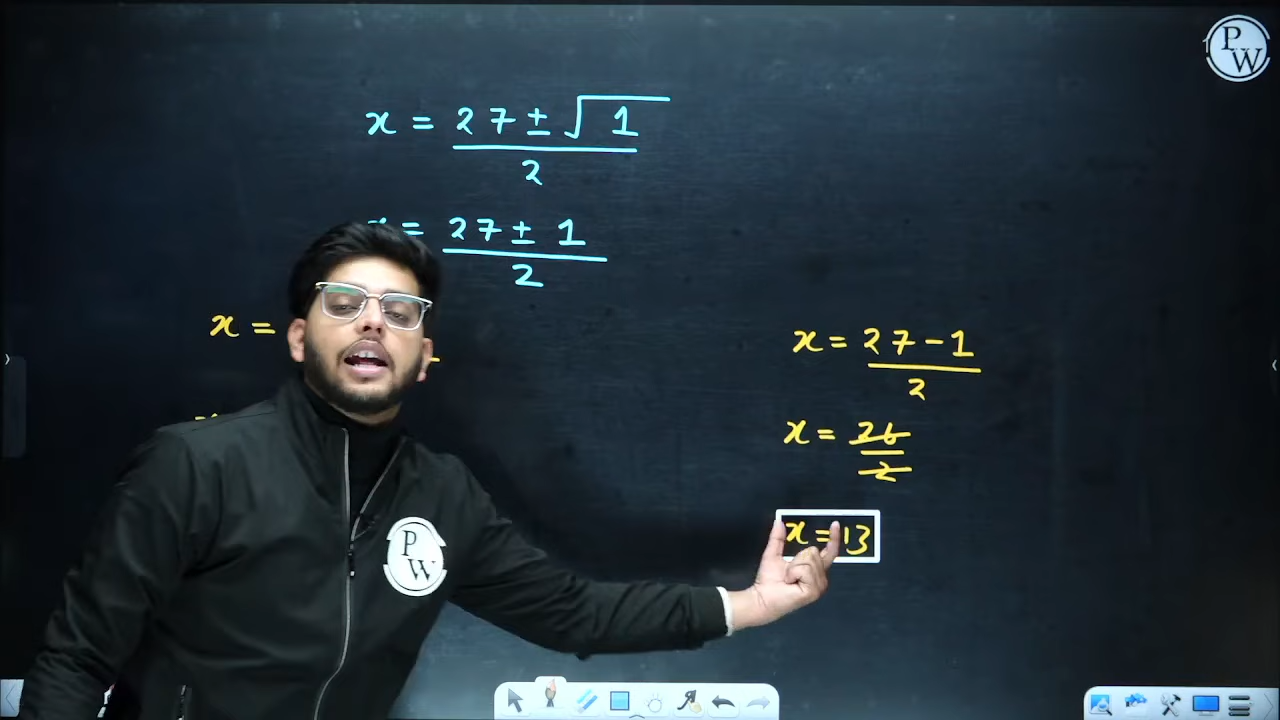 PW
x = 27 ± √1 / 2
x = 27 ± 1 / 2
x =
x = 27 - 1 / 2
x = 26 / 2
x = 13
PW